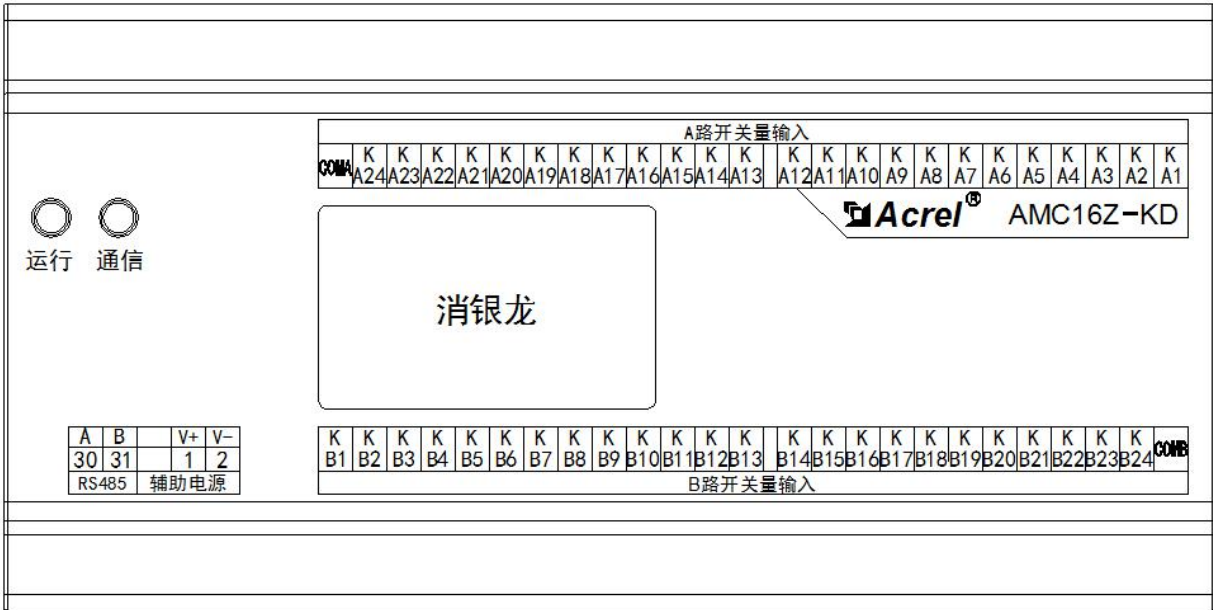 A路开关量输入
COMA K A24 K A23 K A22 K A21 K A20 K A19 K A18 K A17 K A16 K A15 K A14 K A13 K A12 K A11 K A10 K A9 K A8 K A7 K A6 K A5 K A4 K A3 K A2 K A1
Acrel® AMC16Z-KD
运行 通信
消银龙
A B V+ V-
30 31 1 2
RS485 辅助电源
K B1 K B2 K B3 K B4 K B5 K B6 K B7 K B8 K B9 K B10 K B11 K B12 K B13 K B14 K B15 K B16 K B17 K B18 K B19 K B20 K B21 K B22 K B23 K B24 COMB
B路开关量输入